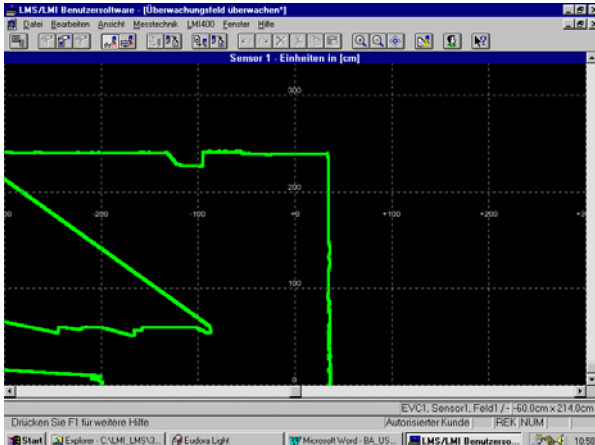 LMS/LMI Benutzersoftware - [Überwachungsfeld überwachen*]
Datei Bearbeiten Ansicht Messtechnik LMI400 Fenster Hilfe
Sensor 1 - Einheiten in [cm]
300
200
-200 -100 +0 +100 +200
100
0
EVC1, Sensor1, Feld1 /- |-60.0cm x 214.0cm
Drücken Sie F1 für weitere Hilfe Autorisierter Kunde REK NUM
Start Explorer - C:\LMI_LMS\3... Eudora Light Microsoft Word - BA_US... LMS/LMI Benutzerso... 10:50